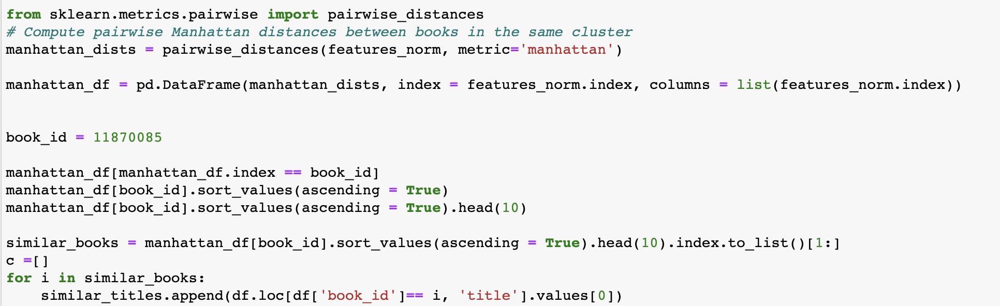 from sklearn.metrics.pairwise import pairwise_distances
# Compute pairwise Manhattan distances between books in the same cluster
manhattan_dists = pairwise_distances(features_norm, metric='manhattan')
manhattan_df = pd.DataFrame(manhattan_dists, index = features_norm.index, columns = list(features_norm.index))
book_id = 11870085
manhattan_df[manhattan_df.index == book_id]
manhattan_df[book_id].sort_values(ascending = True)
manhattan_df[book_id].sort_values(ascending = True).head(10)
similar_books = manhattan_df[book_id].sort_values(ascending = True).head(10).index.to_list()[1:]
c =[]
for i in similar_books:
    similar_titles.append(df.loc[df['book_id']== i, 'title'].values[0])